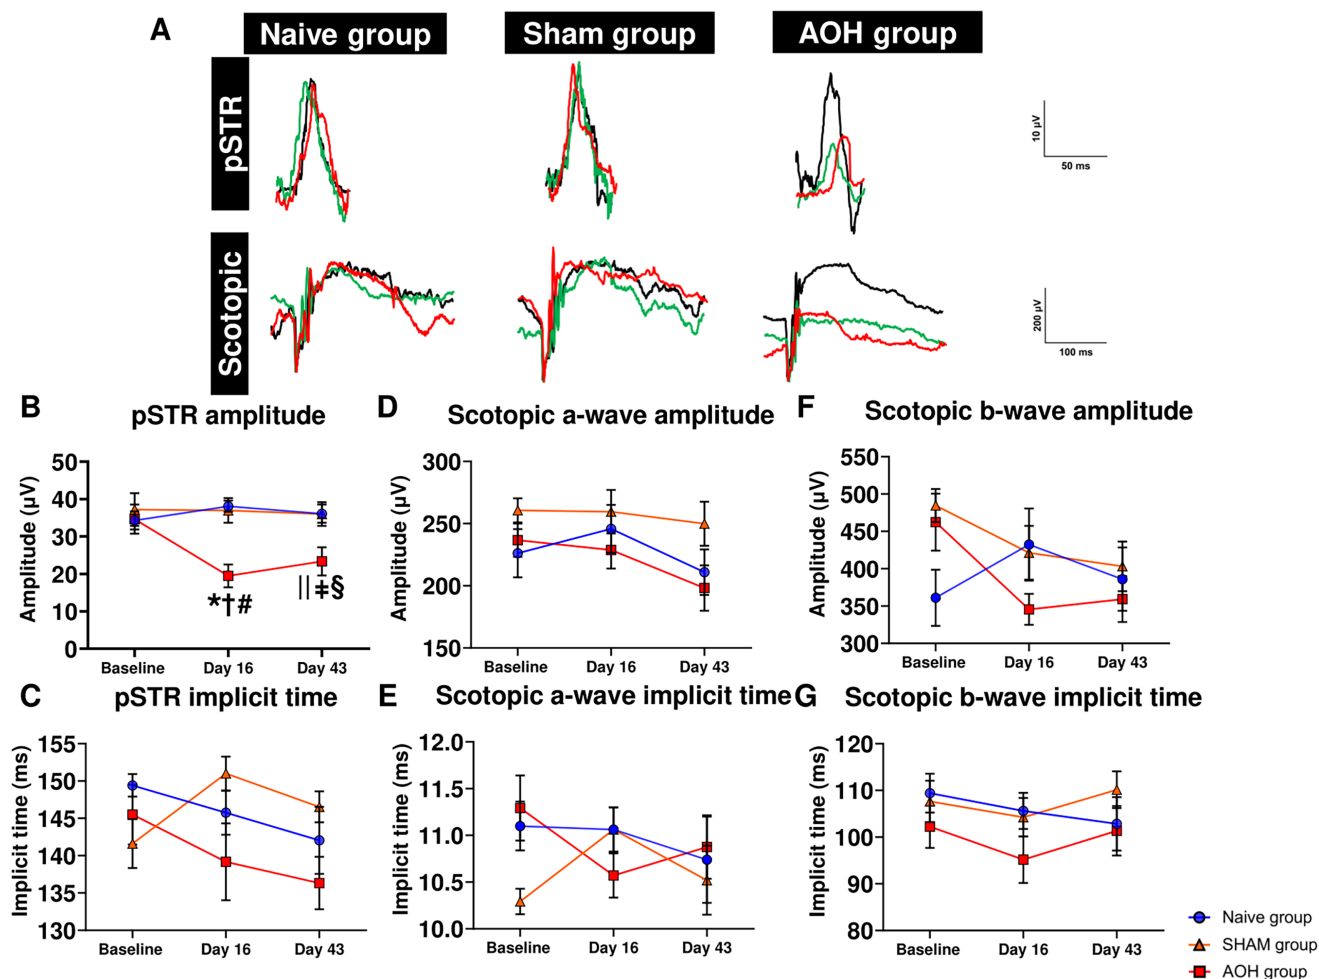 A
Naive group
Sham group
AOH group
pSTR
10 µV
50 ms
Scotopic
200 µV
100 ms
B
pSTR amplitude
Amplitude (µV)
50
40
30
20
10
0
*†#
||ǂ§
Baseline
Day 16
Day 43
D
Scotopic a-wave amplitude
Amplitude (µV)
300
250
200
150
Baseline
Day 16
Day 43
F
Scotopic b-wave amplitude
Amplitude (µV)
550
500
450
400
350
300
Baseline
Day 16
Day 43
C
pSTR implicit time
Implicit time (ms)
155
150
145
140
135
130
Baseline
Day 16
Day 43
E
Scotopic a-wave implicit time
Implicit time (ms)
12.0
11.5
11.0
10.5
10.0
Baseline
Day 16
Day 43
G
Scotopic b-wave implicit time
Implicit time (ms)
120
110
100
90
80
Baseline
Day 16
Day 43
Naive group
SHAM group
AOH group